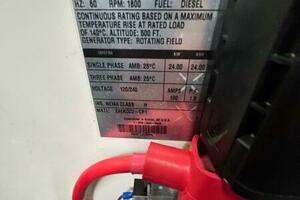 HZ: 60 RPM 1800 FUEL: DIESEL
CONTINUOUS RATING BASED ON A MAXIMUM
TEMPERATURE RISE AT RATED LOAD
OF 140°C. ALTITUDE: 500 FT.
GENERATOR TYPE: ROTATING FIELD
SINGLE PHASE AMB: 25°C 24.00 24.00
THREE PHASE AMB: 25°C
VOLTAGE 120/240 AMPS
INS. NEMA CLASS H
MATL: